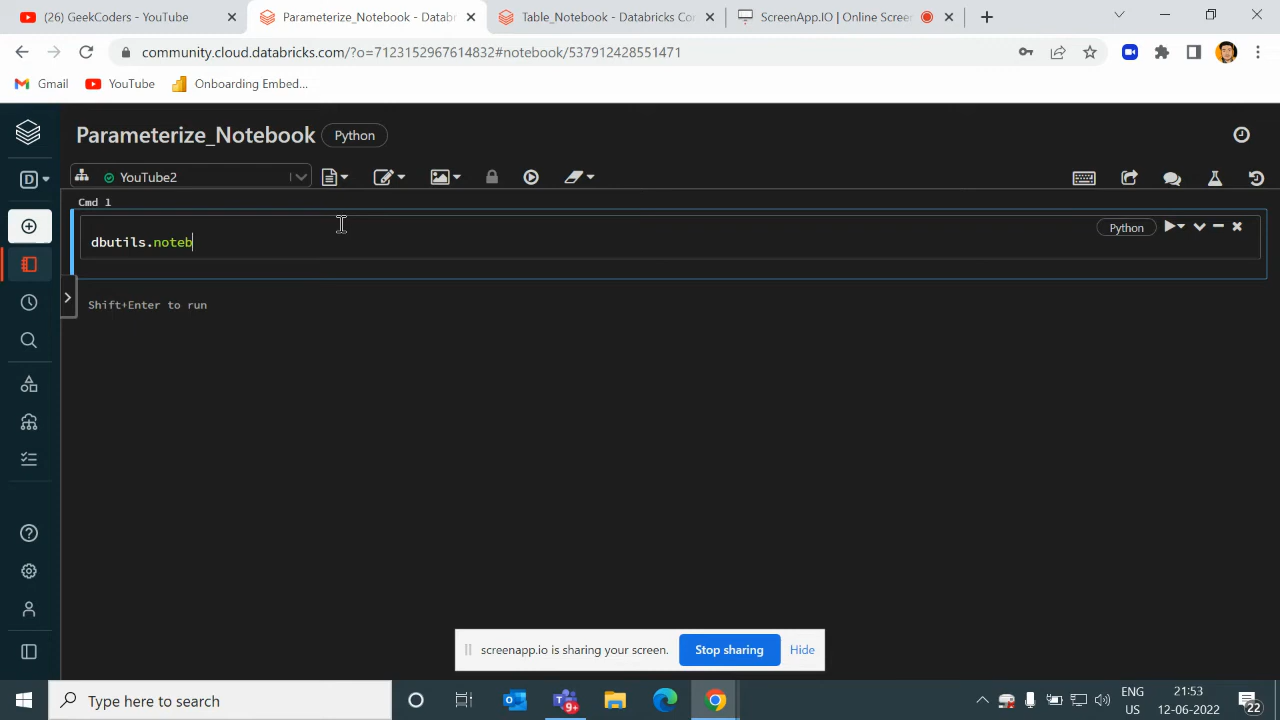 (26) GeekCoders - YouTube
Parameterize_Notebook - Databr
Table_Notebook - Databricks Co
ScreenApp.IO | Online Scree
community.cloud.databricks.com/?o=7123152967614832#notebook/537912428551471
Gmail
YouTube
Onboarding Embed...
Parameterize_Notebook
Python
D
YouTube2
Cmd 1
dbutils.noteb
Python
Shift+Enter to run
screenapp.io is sharing your screen.
Stop sharing
Hide
Type here to search
9+
ENG
US
21:53
12-06-2022
22